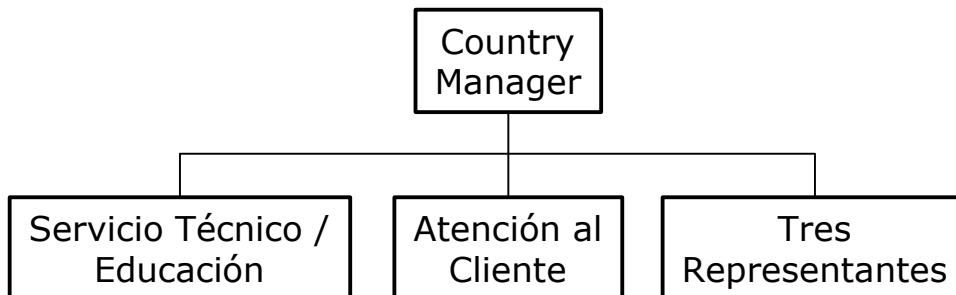 Country
Manager
Servicio Técnico /
Educación
Atención al
Cliente
Tres
Representantes